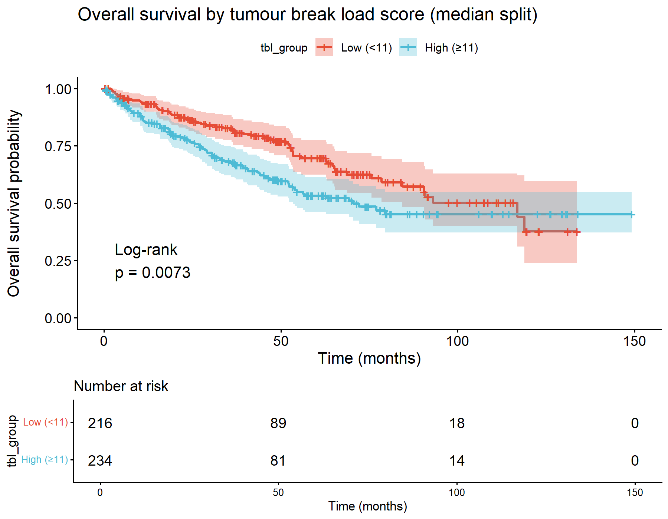 Overall survival by tumour break load score (median split)
tbl_group Low (<11) High (≥11)
Overall survival probability
1.00
0.75
0.50
0.25
0.00
Log-rank
p = 0.0073
0 50 100 150
Time (months)
Number at risk
tbl_group
Low (<11) 216 89 18 0
High (≥11) 234 81 14 0
0 50 100 150
Time (months)